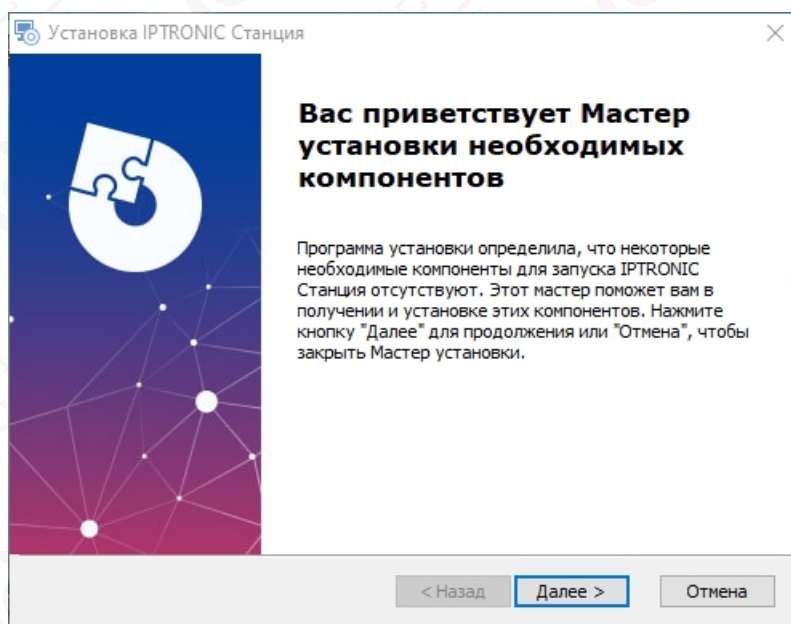 Установка IPTRONIC Станция
Вас приветствует Мастер
установки необходимых
компонентов
Программа установки определила, что некоторые
необходимые компоненты для запуска IPTRONIC
Станция отсутствуют. Этот мастер поможет вам в
получении и установке этих компонентов. Нажмите
кнопку "Далее" для продолжения или "Отмена", чтобы
закрыть Мастер установки.
< Назад Далее > Отмена